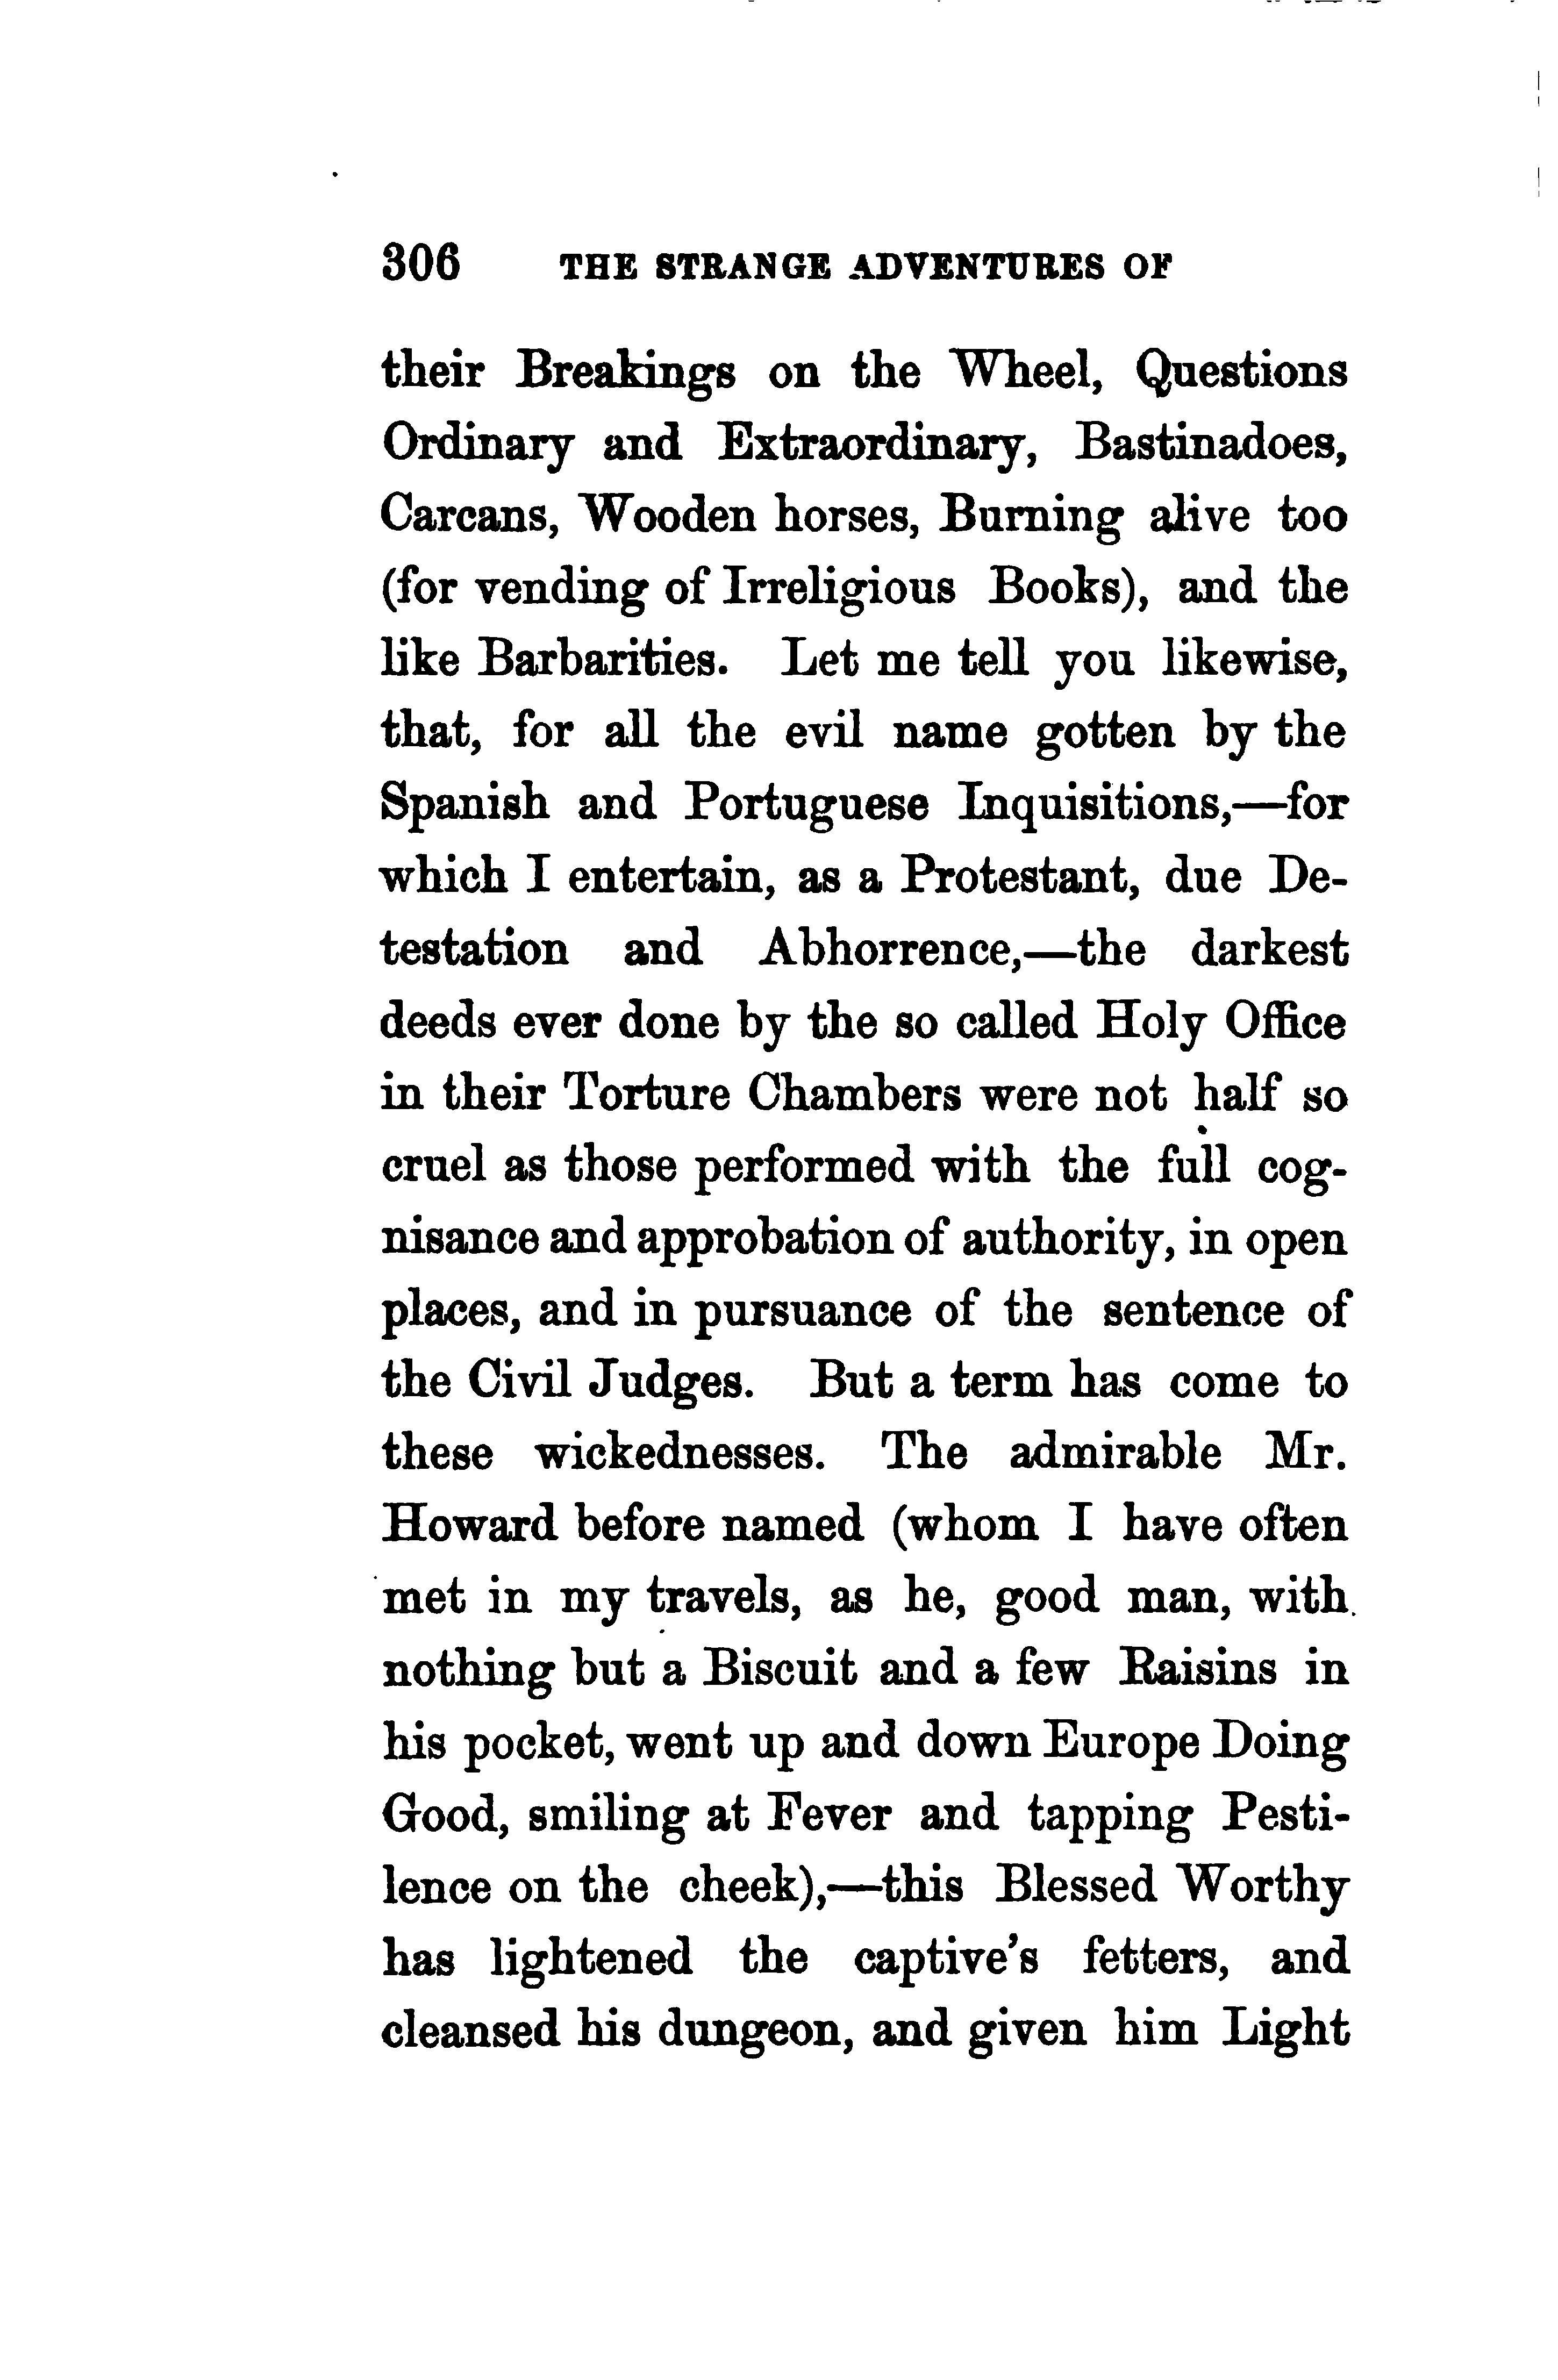 306 THE STRANGE ADVENTURES OF
their Breakings on the Wheel, Questions
Ordinary and Extraordinary, Bastinadoes,
Carcans, Wooden horses, Burning alive too
(for vending of Irreligious Books), and the
like Barbarities. Let me tell you likewise,
that, for all the evil name gotten by the
Spanish and Portuguese Inquisitions,—for
which I entertain, as a Protestant, due De-
testation and Abhorrence,—the darkest
deeds ever done by the so called Holy Office
in their Torture Chambers were not half so
cruel as those performed with the full cog-
nisance and approbation of authority, in open
places, and in pursuance of the sentence of
the Civil Judges. But a term has come to
these wickednesses. The admirable Mr.
Howard before named (whom I have often
met in my travels, as he, good man, with
nothing but a Biscuit and a few Raisins in
his pocket, went up and down Europe Doing
Good, smiling at Fever and tapping Pesti-
lence on the cheek),—this Blessed Worthy
has lightened the captive's fetters, and
cleansed his dungeon, and given him Light